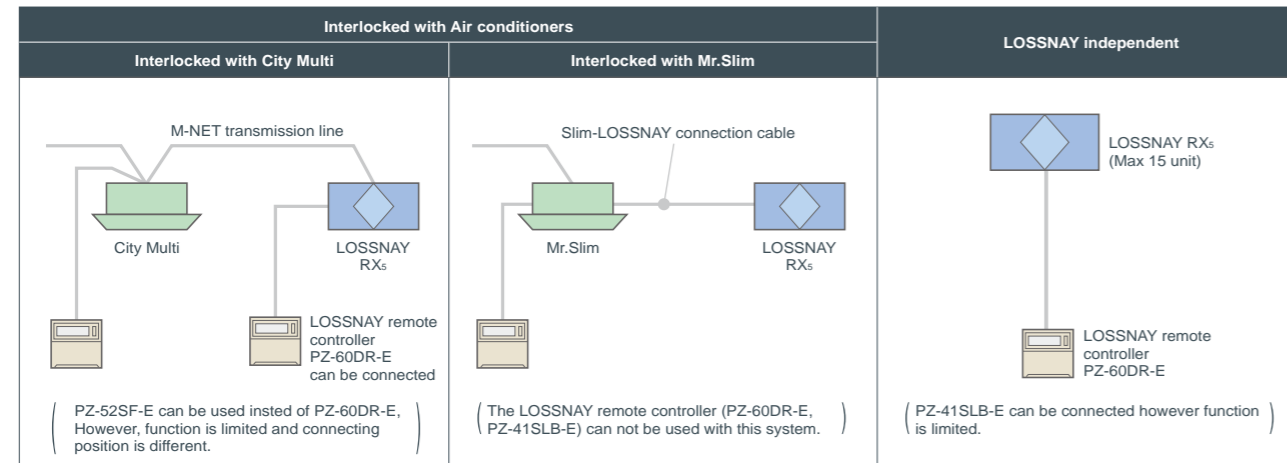 Interlocked with Air conditioners
LOSSNAY independent
Interlocked with City Multi
Interlocked with Mr.Slim
M-NET transmission line
City Multi
LOSSNAY
RX5
LOSSNAY remote
controller
PZ-60DR-E
can be connected
( PZ-52SF-E can be used insted of PZ-60DR-E,
However, function is limited and connecting
position is different. )
Slim-LOSSNAY connection cable
Mr.Slim
LOSSNAY
RX5
( The LOSSNAY remote controller (PZ-60DR-E,
PZ-41SLB-E) can not be used with this system. )
LOSSNAY RX5
(Max 15 unit)
LOSSNAY remote
controller
PZ-60DR-E
( PZ-41SLB-E can be connected however function
is limited. )